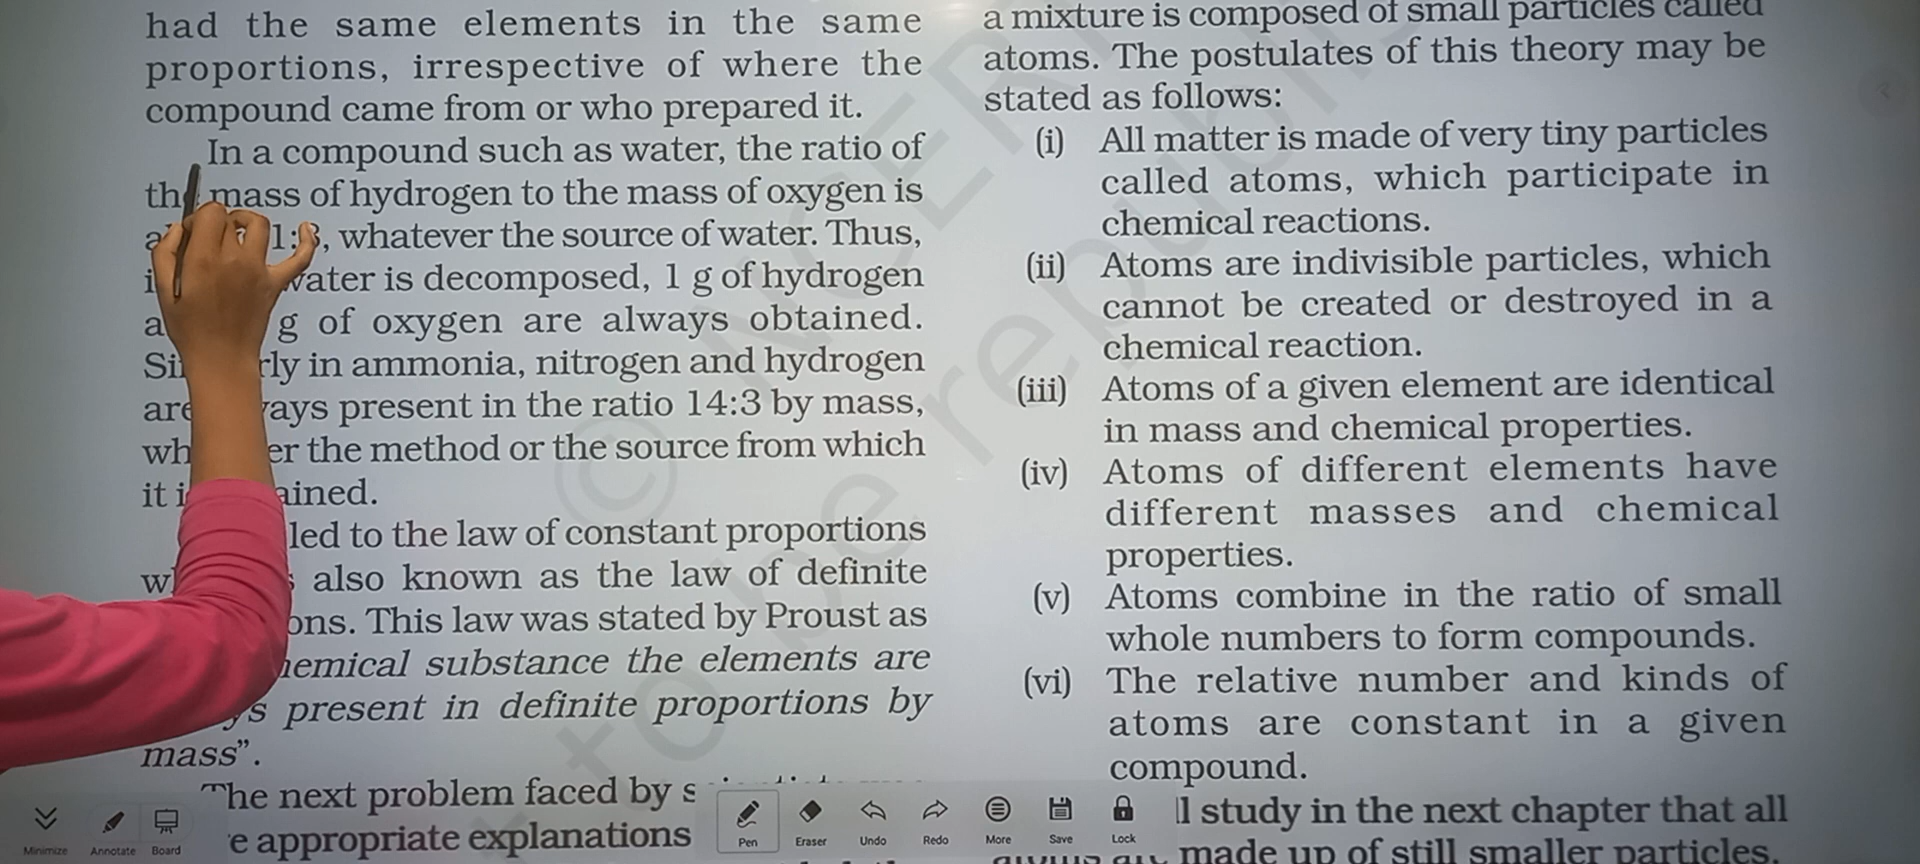 had the same elements in the same
proportions, irrespective of where the
compound came from or who prepared it.
In a compound such as water, the ratio of
the mass of hydrogen to the mass of oxygen is
1:8, whatever the source of water. Thus,
water is decomposed, 1 g of hydrogen
g of oxygen are always obtained.
in ammonia, nitrogen and hydrogen
are present in the ratio 14:3 by mass,
the method or the source from which
it
led to the law of constant proportions
also known as the law of definite
This law was stated by Proust as
substance the elements are
present in definite proportions by
mass”.
The next problem faced by
appropriate explanations
a mixture is composed of small particles called
atoms. The postulates of this theory may be
stated as follows:
(i) All matter is made of very tiny particles
called atoms, which participate in
chemical reactions.
(ii) Atoms are indivisible particles, which
cannot be created or destroyed in a
chemical reaction.
(iii) Atoms of a given element are identical
in mass and chemical properties.
(iv) Atoms of different elements have
different masses and chemical
properties.
(v) Atoms combine in the ratio of small
whole numbers to form compounds.
(vi) The relative number and kinds of
atoms are constant in a given
compound.
study in the next chapter that all
made up of still smaller particles.
© NCERT
to be republis
Minimize Annotate Board Pen Eraser Undo Redo More Save Lock